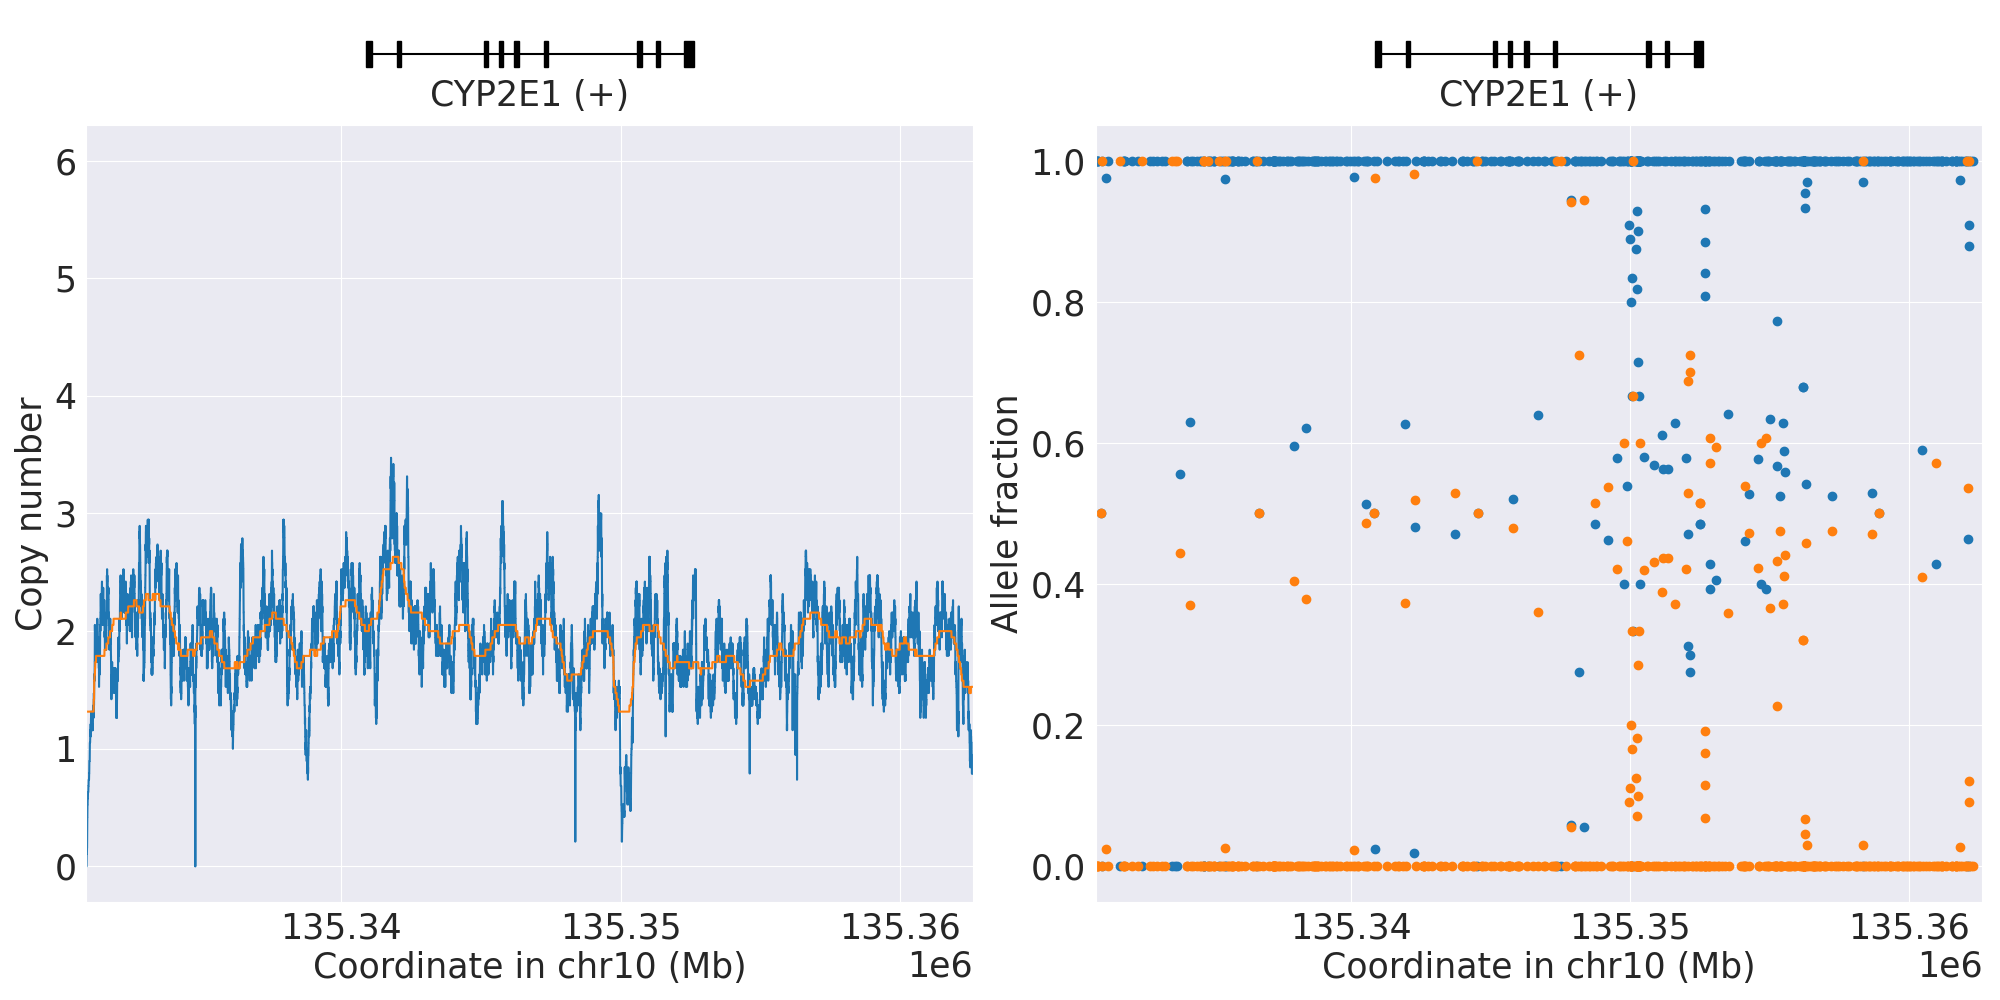 CYP2E1 (+)
6
5
4
3
2
1
0
Copy number
135.34 135.35 135.36
Coordinate in chr10 (Mb) 1e6
CYP2E1 (+)
1.0
0.8
0.6
0.4
0.2
0.0
Allele fraction
135.34 135.35 135.36
Coordinate in chr10 (Mb) 1e6